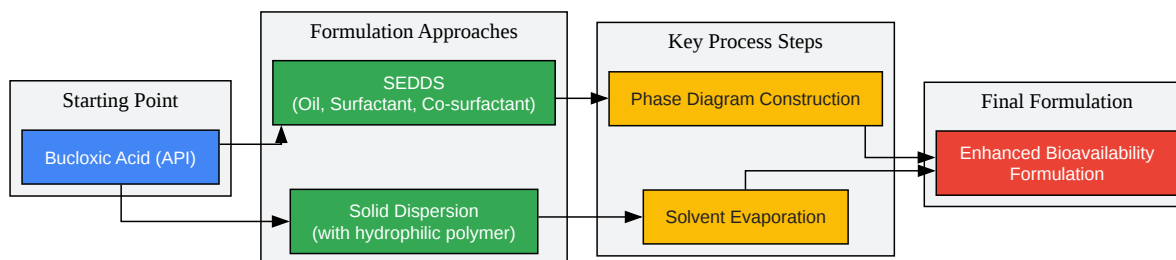 Starting Point
Bucloxic Acid (API)
Formulation Approaches
SEDDS
(Oil, Surfactant, Co-surfactant)
Solid Dispersion
(with hydrophilic polymer)
Key Process Steps
Phase Diagram Construction
Solvent Evaporation
Final Formulation
Enhanced Bioavailability
Formulation